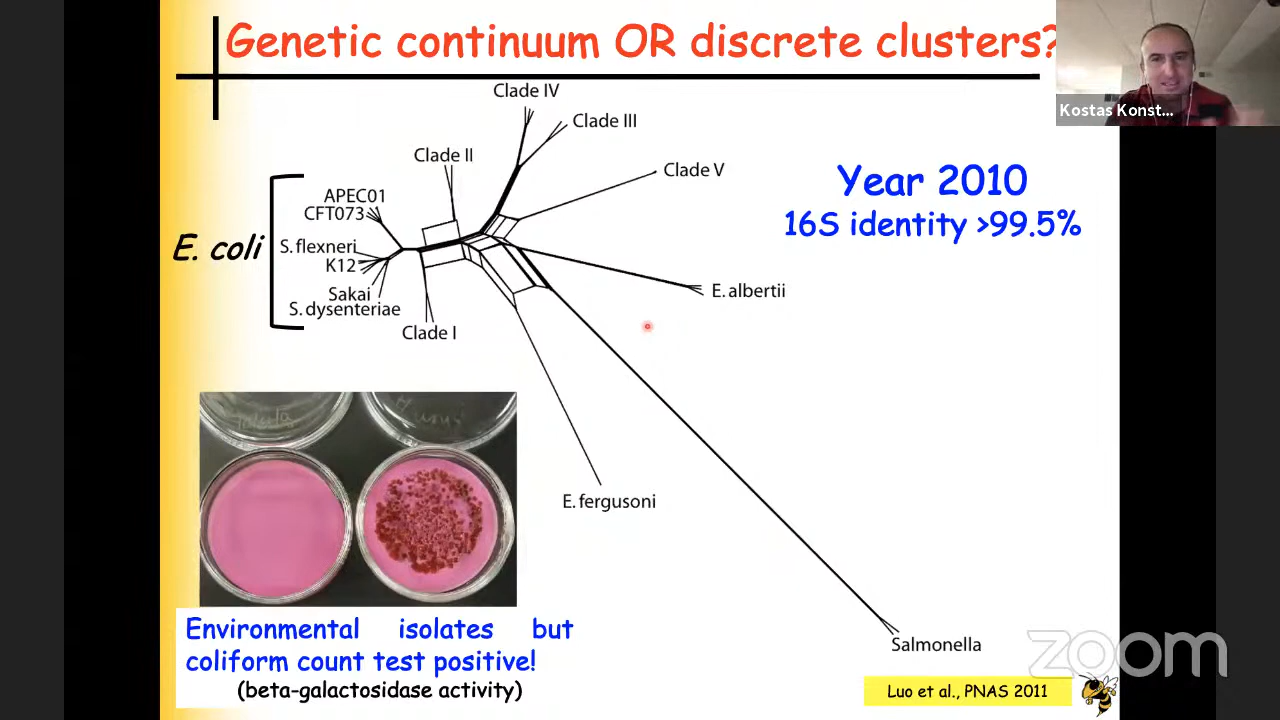 Genetic continuum OR discrete clusters?
Kostas Konst...
Year 2010
16S identity >99.5%
Clade IV
Clade III
Clade II
Clade V
APEC01
CFT073
E. coli
S. flexneri
K12
Sakai
S. dysenteriae
Clade I
E. albertii
E. fergusoni
Salmonella
Environmental isolates but
coliform count test positive!
(beta-galactosidase activity)
Luo et al., PNAS 2011
zoom